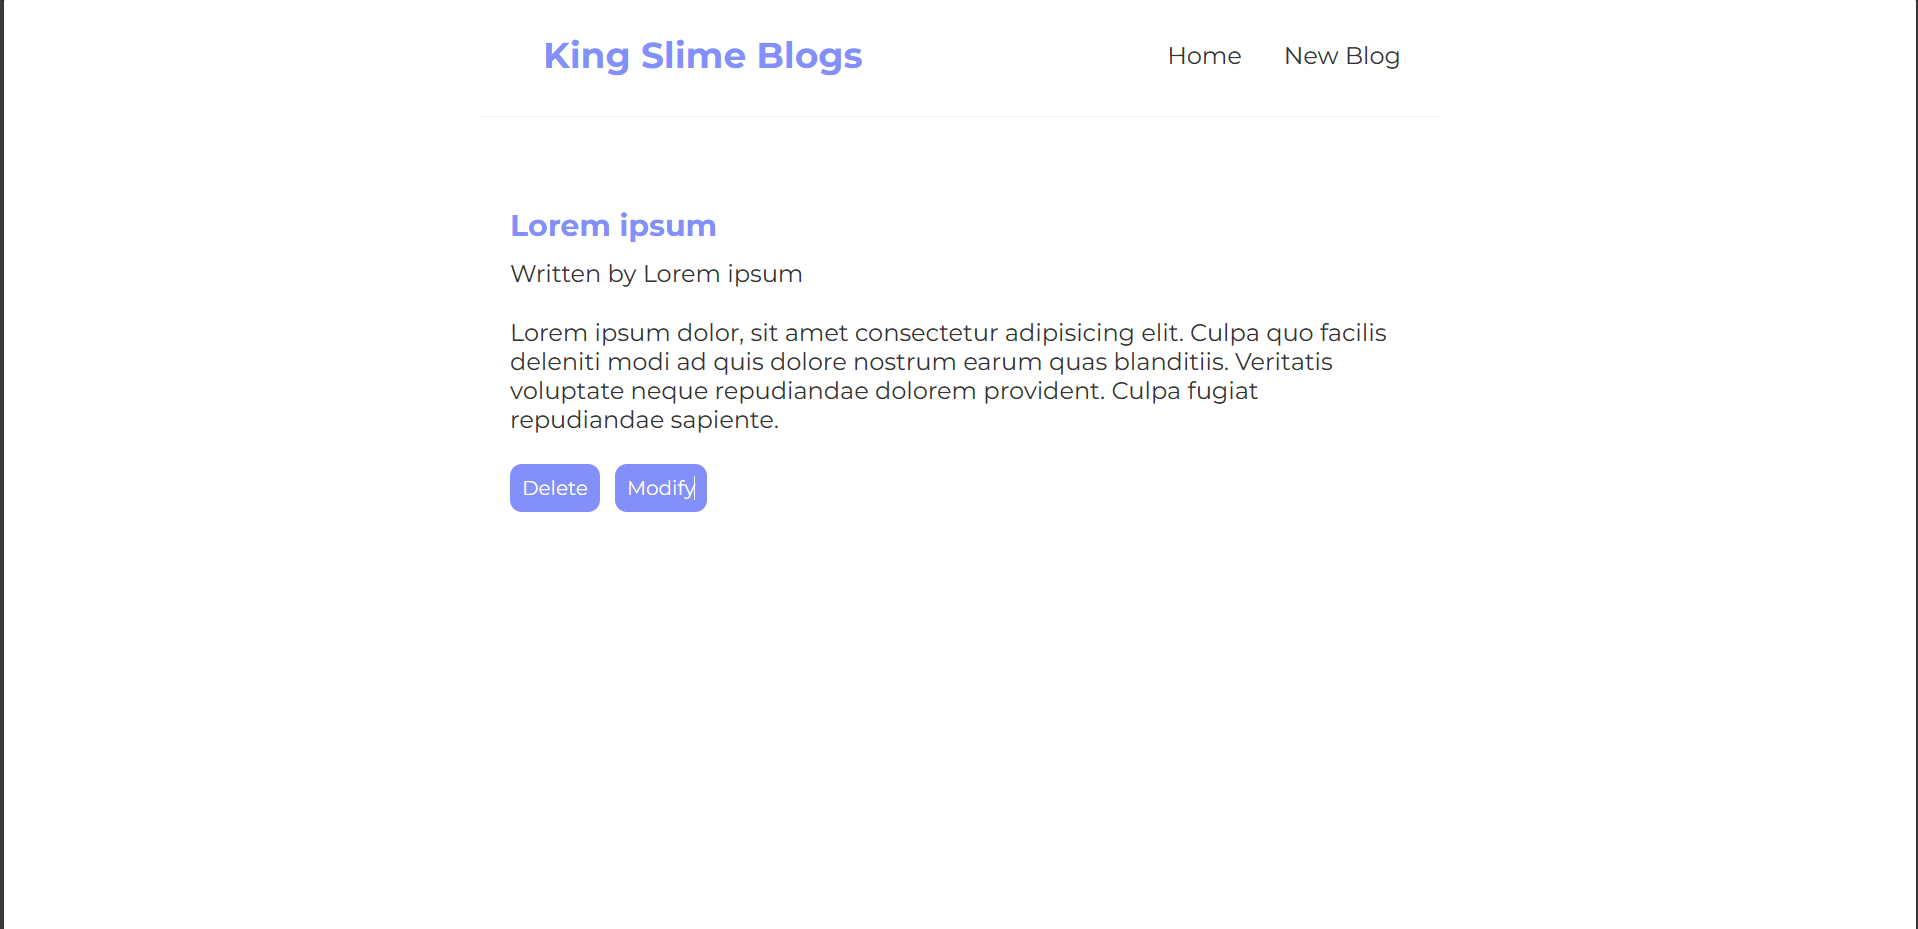 King Slime Blogs
Home
New Blog
Lorem ipsum
Written by Lorem ipsum
Lorem ipsum dolor, sit amet consectetur adipisicing elit. Culpa quo facilis
deleniti modi ad quis dolore nostrum earum quas blanditiis. Veritatis
voluptate neque repudiandae dolorem provident. Culpa fugiat
repudiandae sapiente.
Delete
Modify